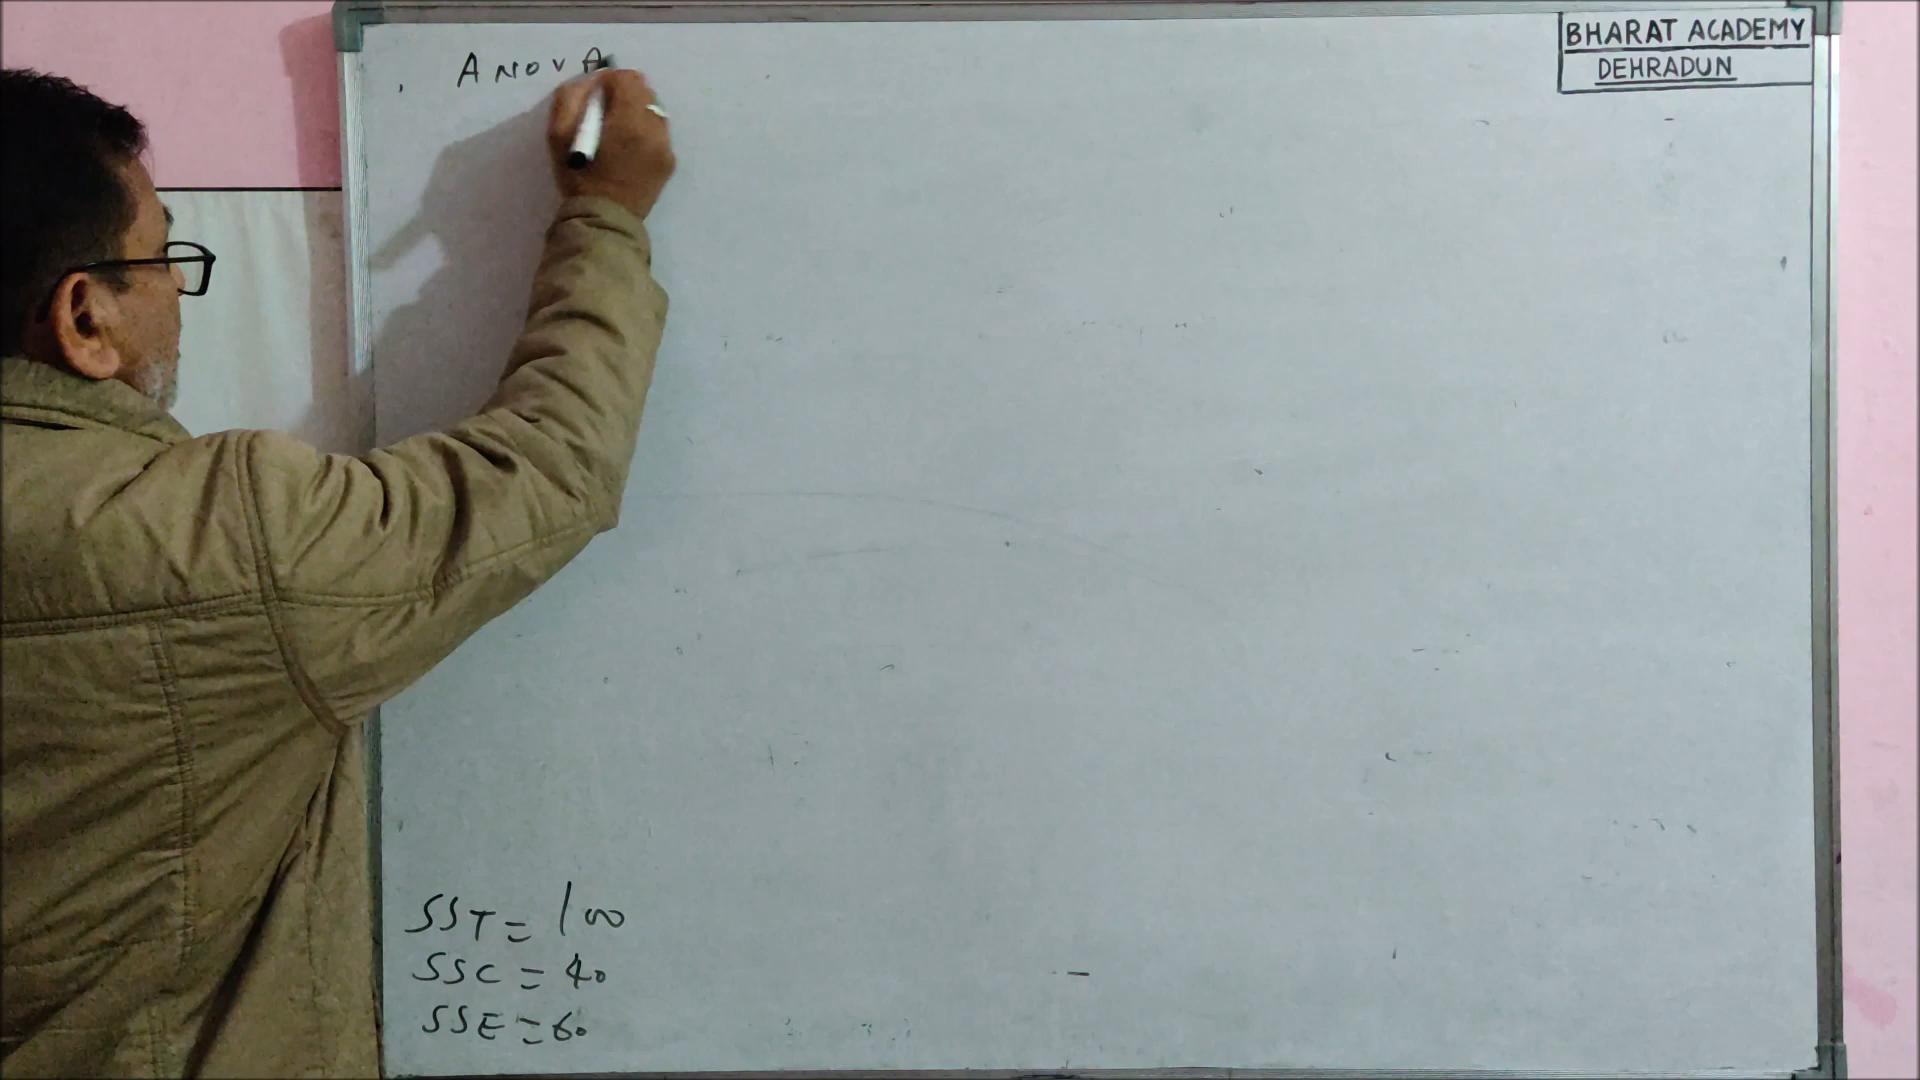 ANOVA
BHARAT ACADEMY
DEHRADUN
SST = 100
SSC = 40
SSE = 60